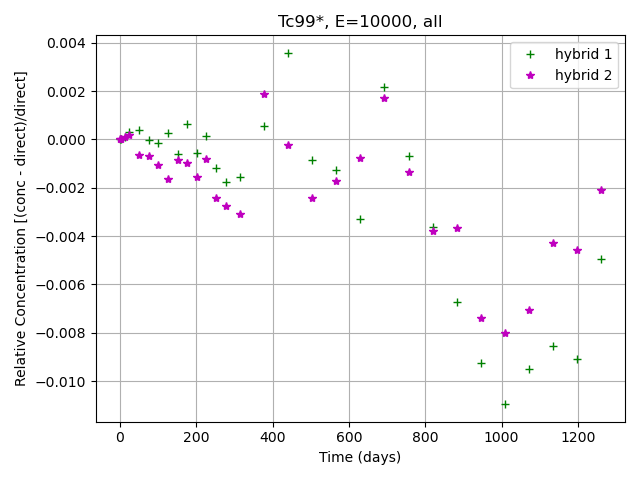 Tc99*, E=10000, all
hybrid 1
hybrid 2
0.004
0.002
0.000
−0.002
−0.004
−0.006
−0.008
−0.010
Relative Concentration [(conc - direct)/direct]
0 200 400 600 800 1000 1200
Time (days)